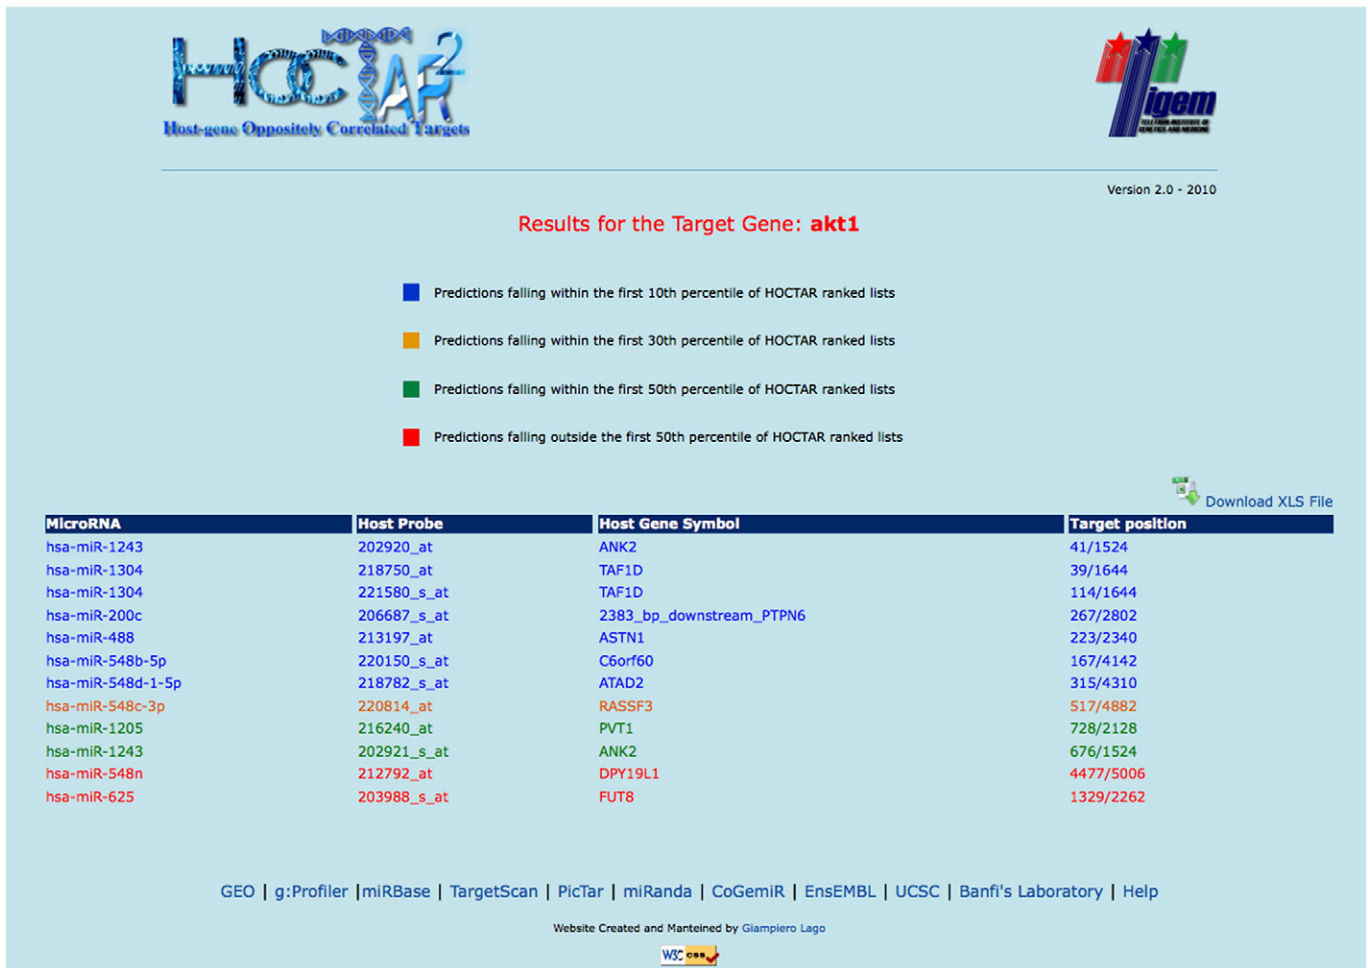 HOCTAR2
Host-gene Oppositely Correlated Targets
igem
TELETHON INSTITUTE OF
GENETICS AND MEDICINE
Version 2.0 - 2010
Results for the Target Gene: akt1
Predictions falling within the first 10th percentile of HOCTAR ranked lists
Predictions falling within the first 30th percentile of HOCTAR ranked lists
Predictions falling within the first 50th percentile of HOCTAR ranked lists
Predictions falling outside the first 50th percentile of HOCTAR ranked lists
Download XLS File
MicroRNA Host Probe Host Gene Symbol Target position
hsa-miR-1243 202920_at ANK2 41/1524
hsa-miR-1304 218750_at TAF1D 39/1644
hsa-miR-1304 221580_s_at TAF1D 114/1644
hsa-miR-200c 206687_s_at 2383_bp_downstream_PTPN6 267/2802
hsa-miR-488 213197_at ASTN1 223/2340
hsa-miR-548b-5p 220150_s_at C6orf60 167/4142
hsa-miR-548d-1-5p 218782_s_at ATAD2 315/4310
hsa-miR-548c-3p 220814_at RASSF3 517/4882
hsa-miR-1205 216240_at PVT1 728/2128
hsa-miR-1243 202921_s_at ANK2 676/1524
hsa-miR-548n 212792_at DPY19L1 4477/5006
hsa-miR-625 203988_s_at FUT8 1329/2262
GEO | g:Profiler |miRBase | TargetScan | PicTar | miRanda | CoGemiR | EnsEMBL | UCSC | Banfi's Laboratory | Help
Website Created and Manteined by Giampiero Lago
W3C css